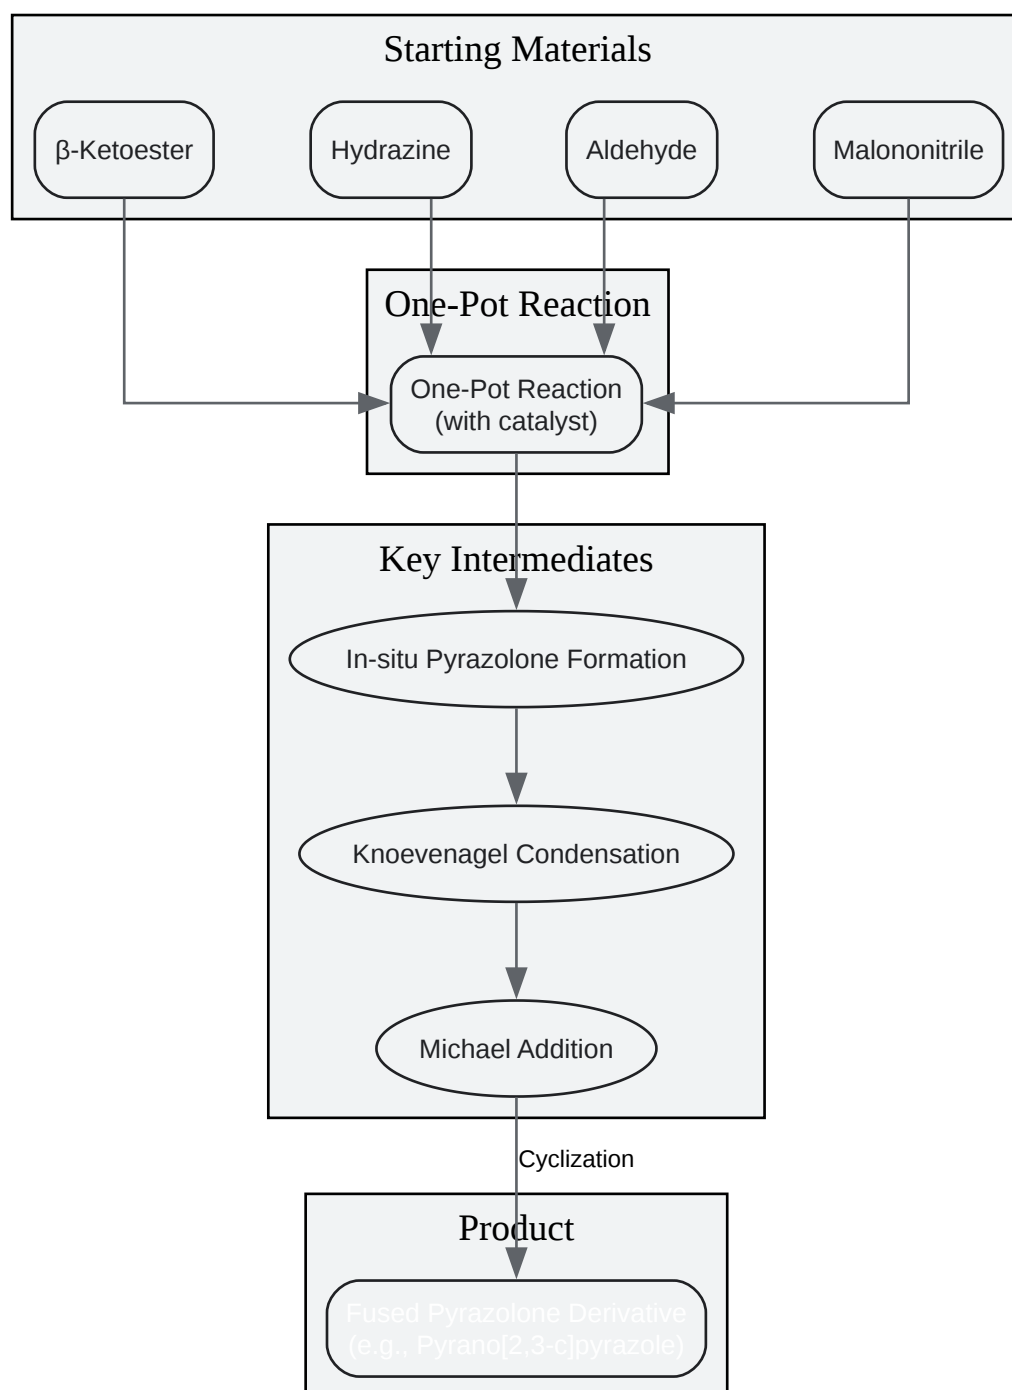 Starting Materials
β-Ketoester
Hydrazine
Aldehyde
Malononitrile
One-Pot Reaction
One-Pot Reaction
(with catalyst)
Key Intermediates
In-situ Pyrazolone Formation
Knoevenagel Condensation
Michael Addition
Cyclization
Product
Fused Pyrazolone Derivative
(e.g., Pyrano[2,3-c]pyrazole)